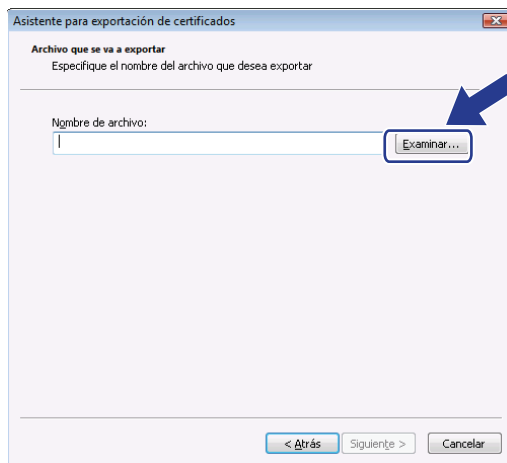 Asistente para exportación de certificados
Archivo que se va a exportar
Especifique el nombre del archivo que desea exportar
Nombre de archivo:
Examinar...
< Atrás
Siguiente >
Cancelar